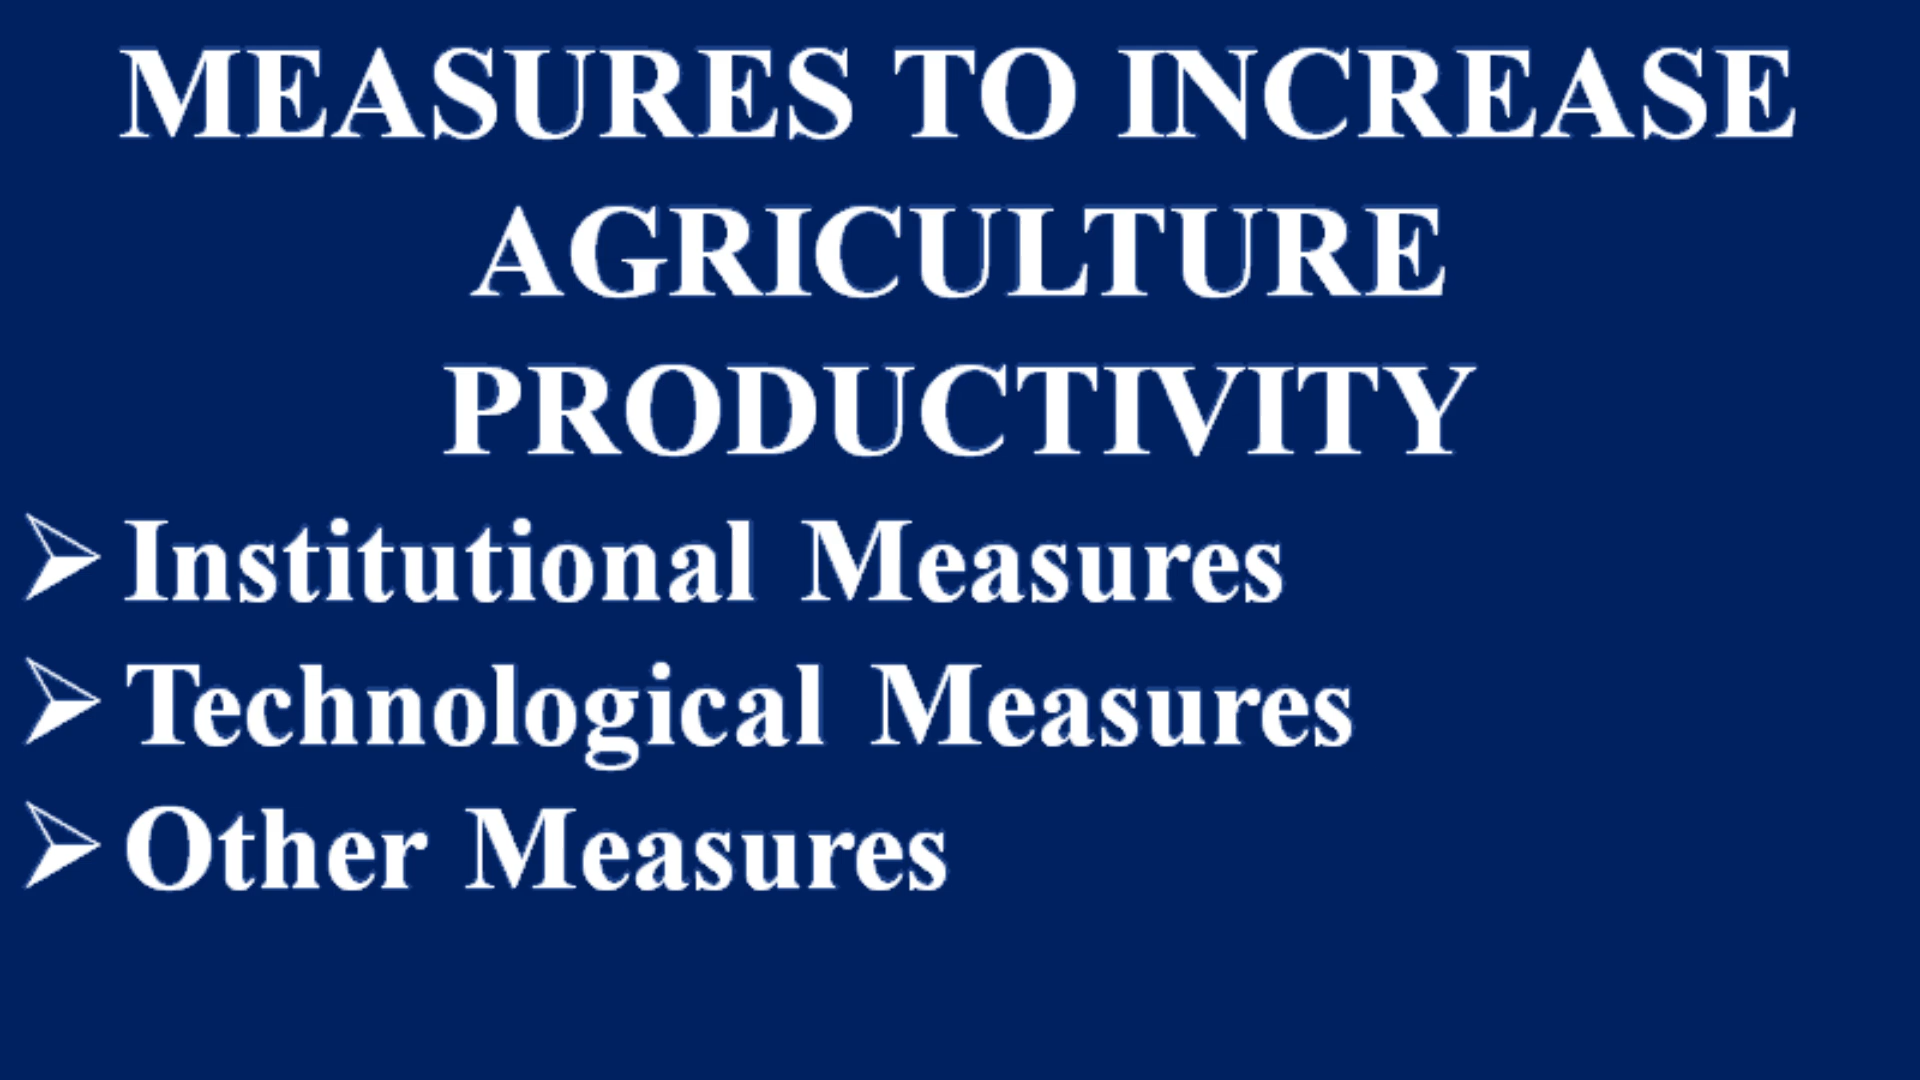 MEASURES TO INCREASE
AGRICULTURE
PRODUCTIVITY
➢ Institutional Measures
➢ Technological Measures
➢ Other Measures